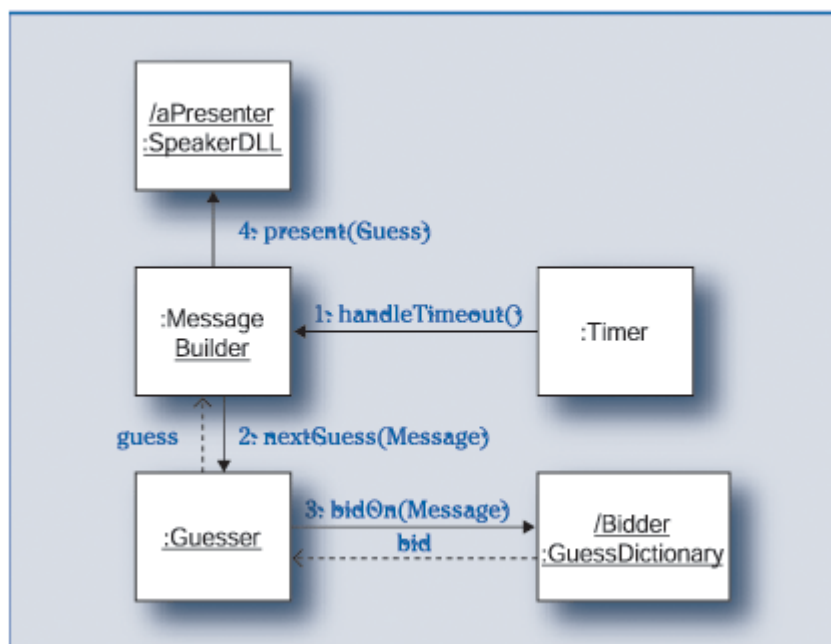 /aPresenter
:SpeakerDLL
4: present(Guess)
:Message
Builder
1: handleTimeout()
:Timer
guess
2: nextGuess(Message)
:Guesser
3: bidOn(Message)
bid
/Bidder
:GuessDictionary